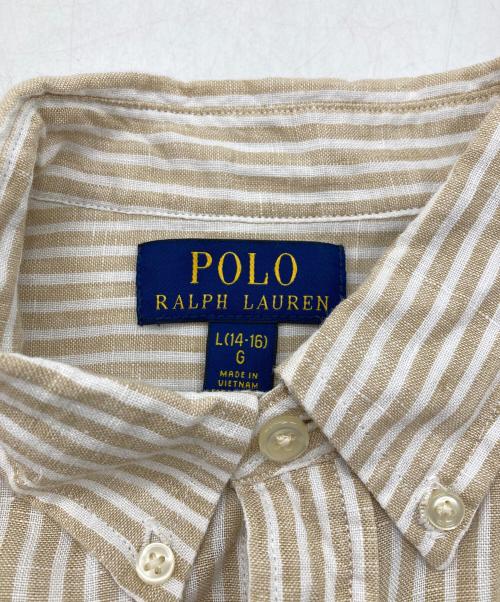 POLO
RALPH LAUREN
L(14-16)
G
MADE IN
VIETNAM